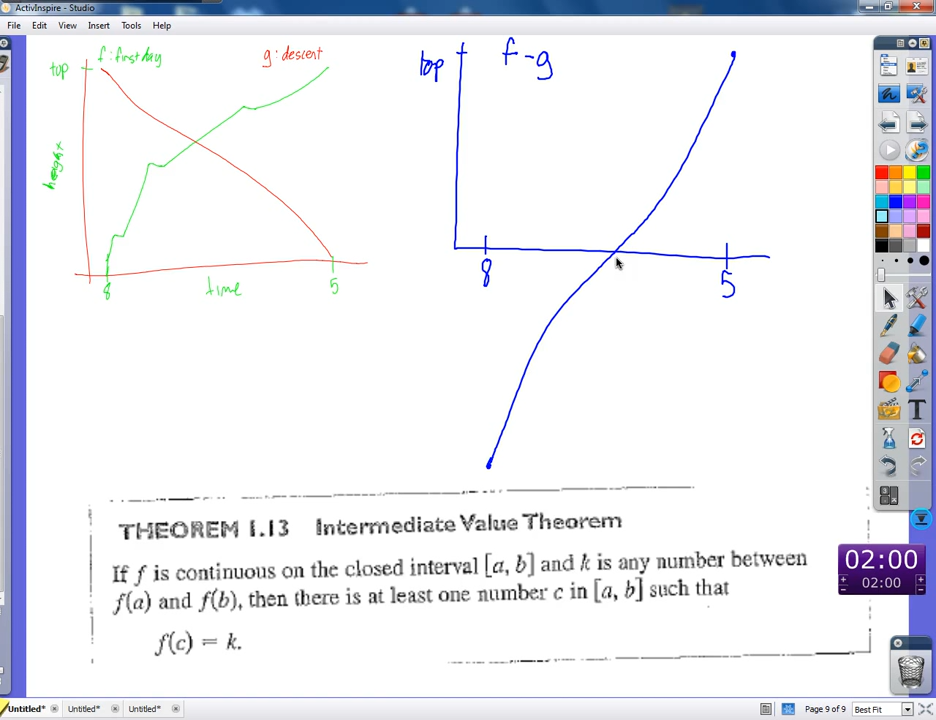 ActivInspire - Studio
File Edit View Insert Tools Help
f: first day
g: descent
top
height
8
time
5
top
f - g
8
5
THEOREM 1.13 Intermediate Value Theorem
If f is continuous on the closed interval [a, b] and k is any number between
f(a) and f(b), then there is at least one number c in [a, b] such that
f(c) = k.
02:00
02:00
Untitled* Untitled* Untitled*
Page 9 of 9 Best Fit